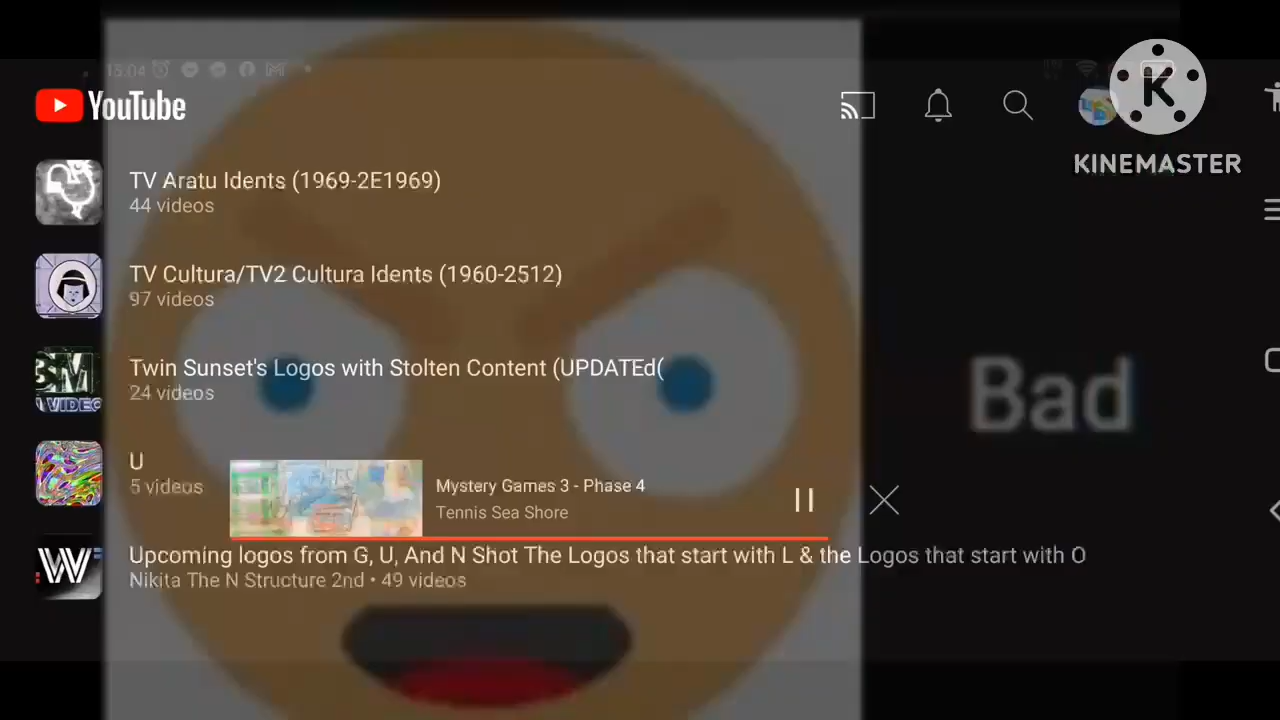 15:04
YouTube
KINEMASTER
TV Aratu Idents (1969-2E1969)
44 videos
TV Cultura/TV2 Cultura Idents (1960-2512)
97 videos
Twin Sunset's Logos with Stolten Content (UPDATEd(
24 videos
Bad
U
5 videos
Mystery Games 3 - Phase 4
Tennis Sea Shore
Upcoming logos from G, U, And N Shot The Logos that start with L & the Logos that start with O
Nikita The N Structure 2nd • 49 videos